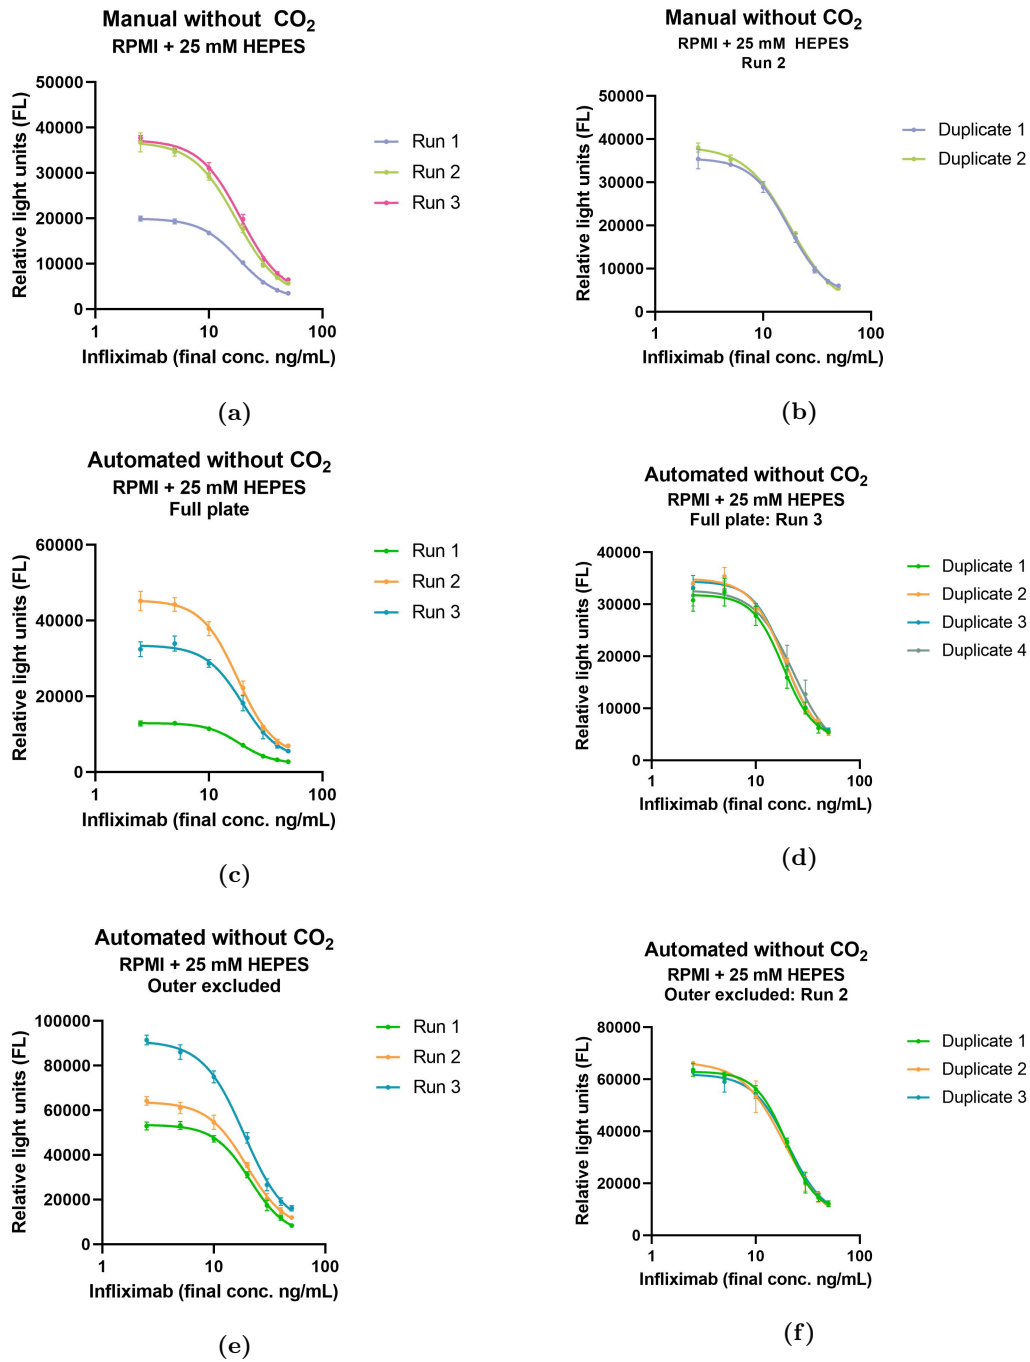 Manual without CO₂
RPMI + 25 mM HEPES
50000
40000
30000
20000
10000
0
1
10
100
Relative light units (FL)
Infliximab (final conc. ng/mL)
Run 1
Run 2
Run 3
(a)
Manual without CO₂
RPMI + 25 mM HEPES
Run 2
50000
40000
30000
20000
10000
0
1
10
100
Relative light units (FL)
Infliximab (final conc. ng/mL)
Duplicate 1
Duplicate 2
(b)
Automated without CO₂
RPMI + 25 mM HEPES
Full plate
60000
40000
20000
0
1
10
100
Relative light units (FL)
Infliximab (final conc. ng/mL)
Run 1
Run 2
Run 3
(c)
Automated without CO₂
RPMI + 25 mM HEPES
Full plate: Run 3
40000
30000
20000
10000
0
1
10
100
Relative light units (FL)
Infliximab (final conc. ng/mL)
Duplicate 1
Duplicate 2
Duplicate 3
Duplicate 4
(d)
Automated without CO₂
RPMI + 25 mM HEPES
Outer excluded
100000
80000
60000
40000
20000
0
1
10
100
Relative light units (FL)
Infliximab (final conc. ng/mL)
Run 1
Run 2
Run 3
(e)
Automated without CO₂
RPMI + 25 mM HEPES
Outer excluded: Run 2
80000
60000
40000
20000
0
1
10
100
Relative light units (FL)
Infliximab (final conc. ng/mL)
Duplicate 1
Duplicate 2
Duplicate 3
(f)